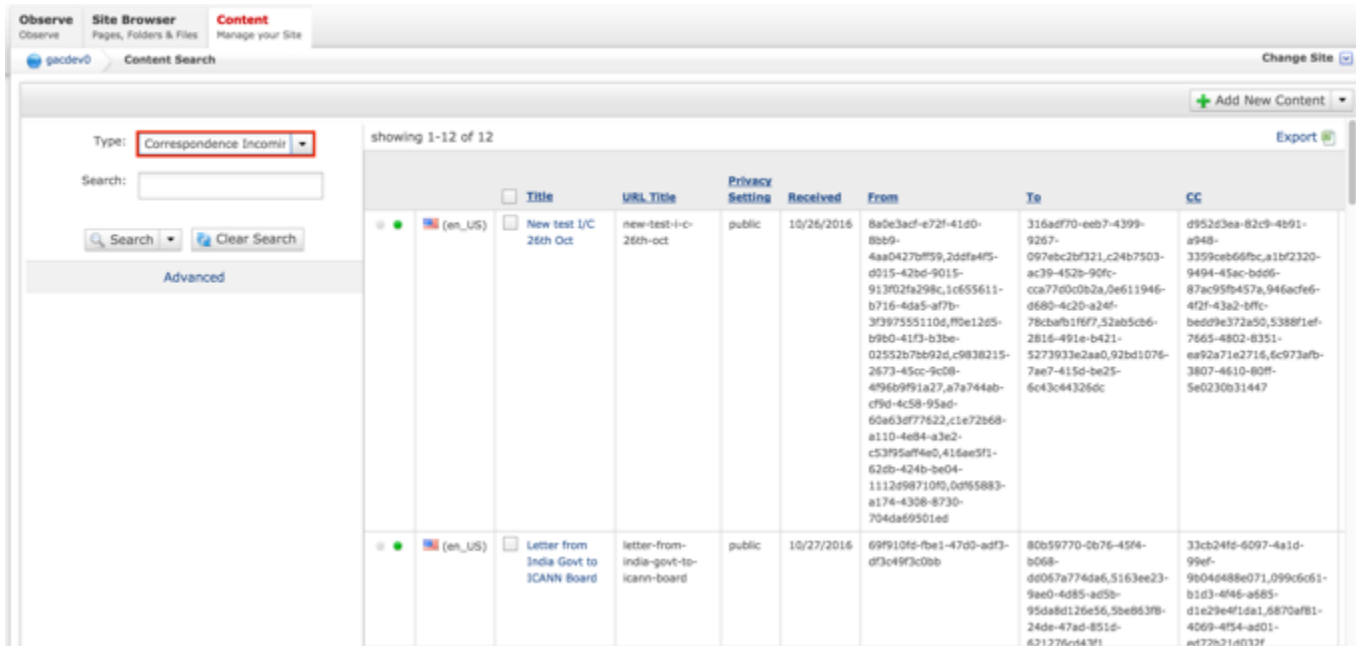 Observe Site Browser Content
Observe Pages, Folders & Files Manage your Site
gacdev0 Content Search Change Site
Add New Content
Type: Correspondence Incomir
showing 1-12 of 12 Export
Search:
Search Clear Search
Advanced
Title URL Title Privacy Setting Received From To CC
(en_US)
New test I/C
26th Oct
new-test-i-c-
26th-oct
public
10/26/2016
8a0e3acf-e72f-41d0-
8bb9-
4aa0427bff59,2ddfa4f5-
d015-42bd-9015-
913f02fa298c,1c655611-
b716-4da5-af7b-
3f397555110d,ff0e12d5-
b9b0-41f3-b3be-
02552b7bb92d,c9838215-
2673-45cc-9c08-
4f96b9f91a27,a7a744ab-
cf9d-4c58-95ad-
60a63df77622,c1e72b68-
a110-4e84-a3e2-
c53f95aff4e0,416ae5f1-
62db-424b-be04-
1112d98710f0,0df65883-
a174-4308-8730-
704da69501ed
316adf70-eeb7-4399-
9267-
097ebc2bf321,c24b7503-
ac39-452b-90fc-
cca77d0c0b2a,0e611946-
d680-4c20-a24f-
78cbafb1f6f7,52ab5cb6-
2816-491e-b421-
5273933e2aa0,92bd1076-
7ae7-415d-be25-
6c43c44326dc
d952d3ea-82c9-4b91-
a948-
3359ceb66fbc,a1bf2320-
9494-45ac-bdd6-
87ac95fb457a,946acfe6-
4f2f-43a2-bffc-
bedd9e372a50,5388f1ef-
7665-4802-8351-
ea92a71e2716,6c973afb-
3807-4610-80ff-
5e0230b31447
(en_US)
Letter from
India Govt to
ICANN Board
letter-from-
india-govt-to-
icann-board
public
10/27/2016
69f910fd-fbe1-47d0-adf3-
df3c49f3c0bb
80b59770-0b76-45f4-
b068-
dd067a774da6,5163ee23-
9ae0-4d85-ad5b-
95da8d126e56,5be863f8-
24de-47ad-851d-
621276cd43f1
33cb24fd-6097-4a1d-
99ef-
9b04d488e071,099c6c61-
b1d3-4f46-a685-
d1e29e4f1da1,6870af81-
4069-4f54-ad01-
ed72b21d032f